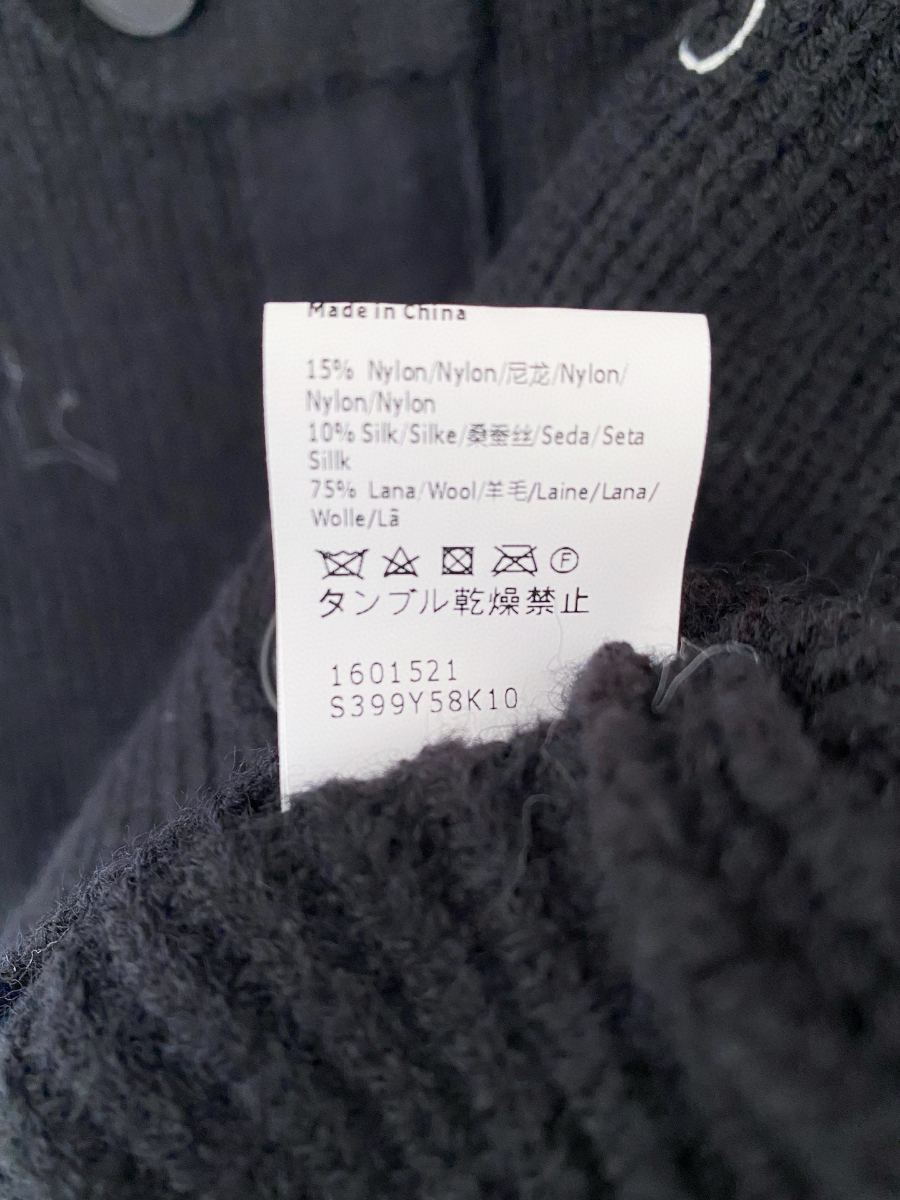 Made in China
15% Nylon/Nylon/尼龙/Nylon/
Nylon/Nylon
10% Silk/Silke/桑蚕丝/Seda/Seta
Sillk
75% Lana/Wool/羊毛/Laine/Lana/
Wolle/Lã
F
タンブル乾燥禁止
1601521
S399Y58K10